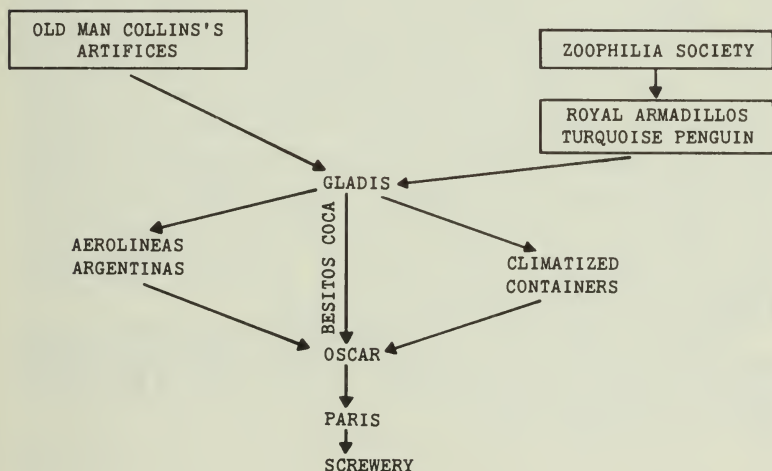 OLD MAN COLLINS'S
ARTIFICES
ZOOPHILIA SOCIETY
ROYAL ARMADILLOS
TURQUOISE PENGUIN
GLADIS
AEROLINEAS
ARGENTINAS
BESITOS COCA
CLIMATIZED
CONTAINERS
OSCAR
PARIS
SCREWERY